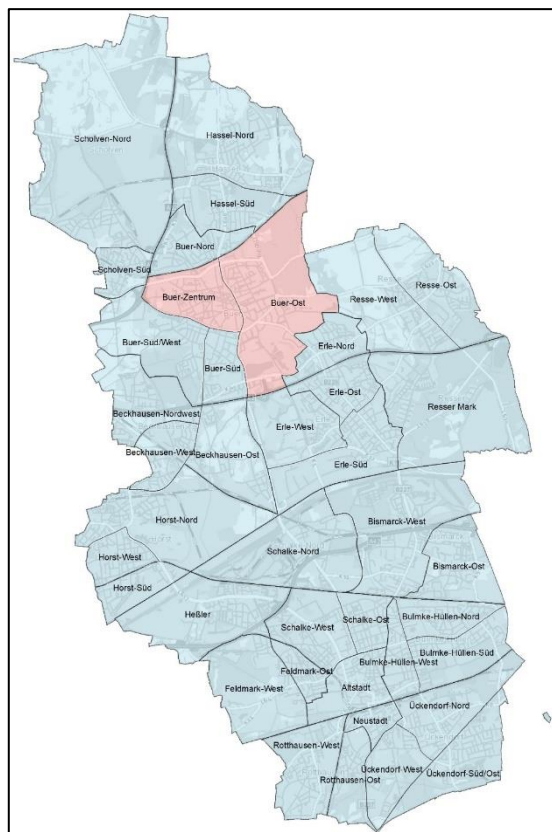 Scholven-Nord
Hassel-Nord
Hassel-Süd
Buer-Nord
Scholven-Süd
Buer-Zentrum
Buer-Ost
Resse-West
Resse-Ost
Buer-Sud/West
Buer-Süd
Erle-Nord
Erle-Ost
Resser Mark
Beckhausen-Nordwest
Erle-West
Beckhausen-West
Beckhausen-Ost
Erle-Süd
Horst-Nord
Bismarck-West
Schalke-Nord
Horst-West
Bismarck-Ost
Horst-Süd
Heßler
Schalke-West
Schalke-Ost
Bulmke-Hüllen-Nord
Bulmke-Hüllen-Süd
Bulmke-Hüllen-West
Feldmark-Ost
Feldmark-West
Altstadt
Ückendorf-Nord
Neustadt
Rotthausen-West
Ückendorf-West
Ückendorf-Süd/Ost
Rotthausen-Ost